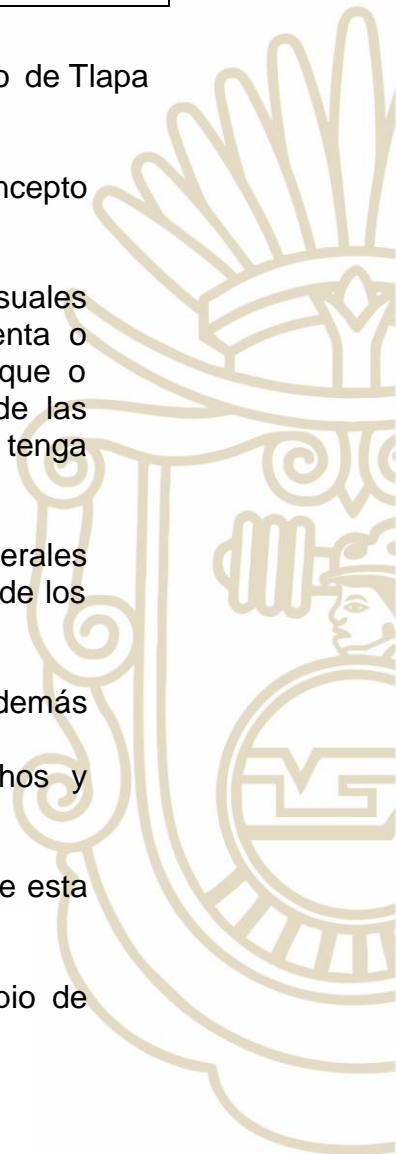 o de Tlapa
ncepto
suales
enta o
que o
de las
tenga
erales
de los
demás
hos y
e esta
pio de